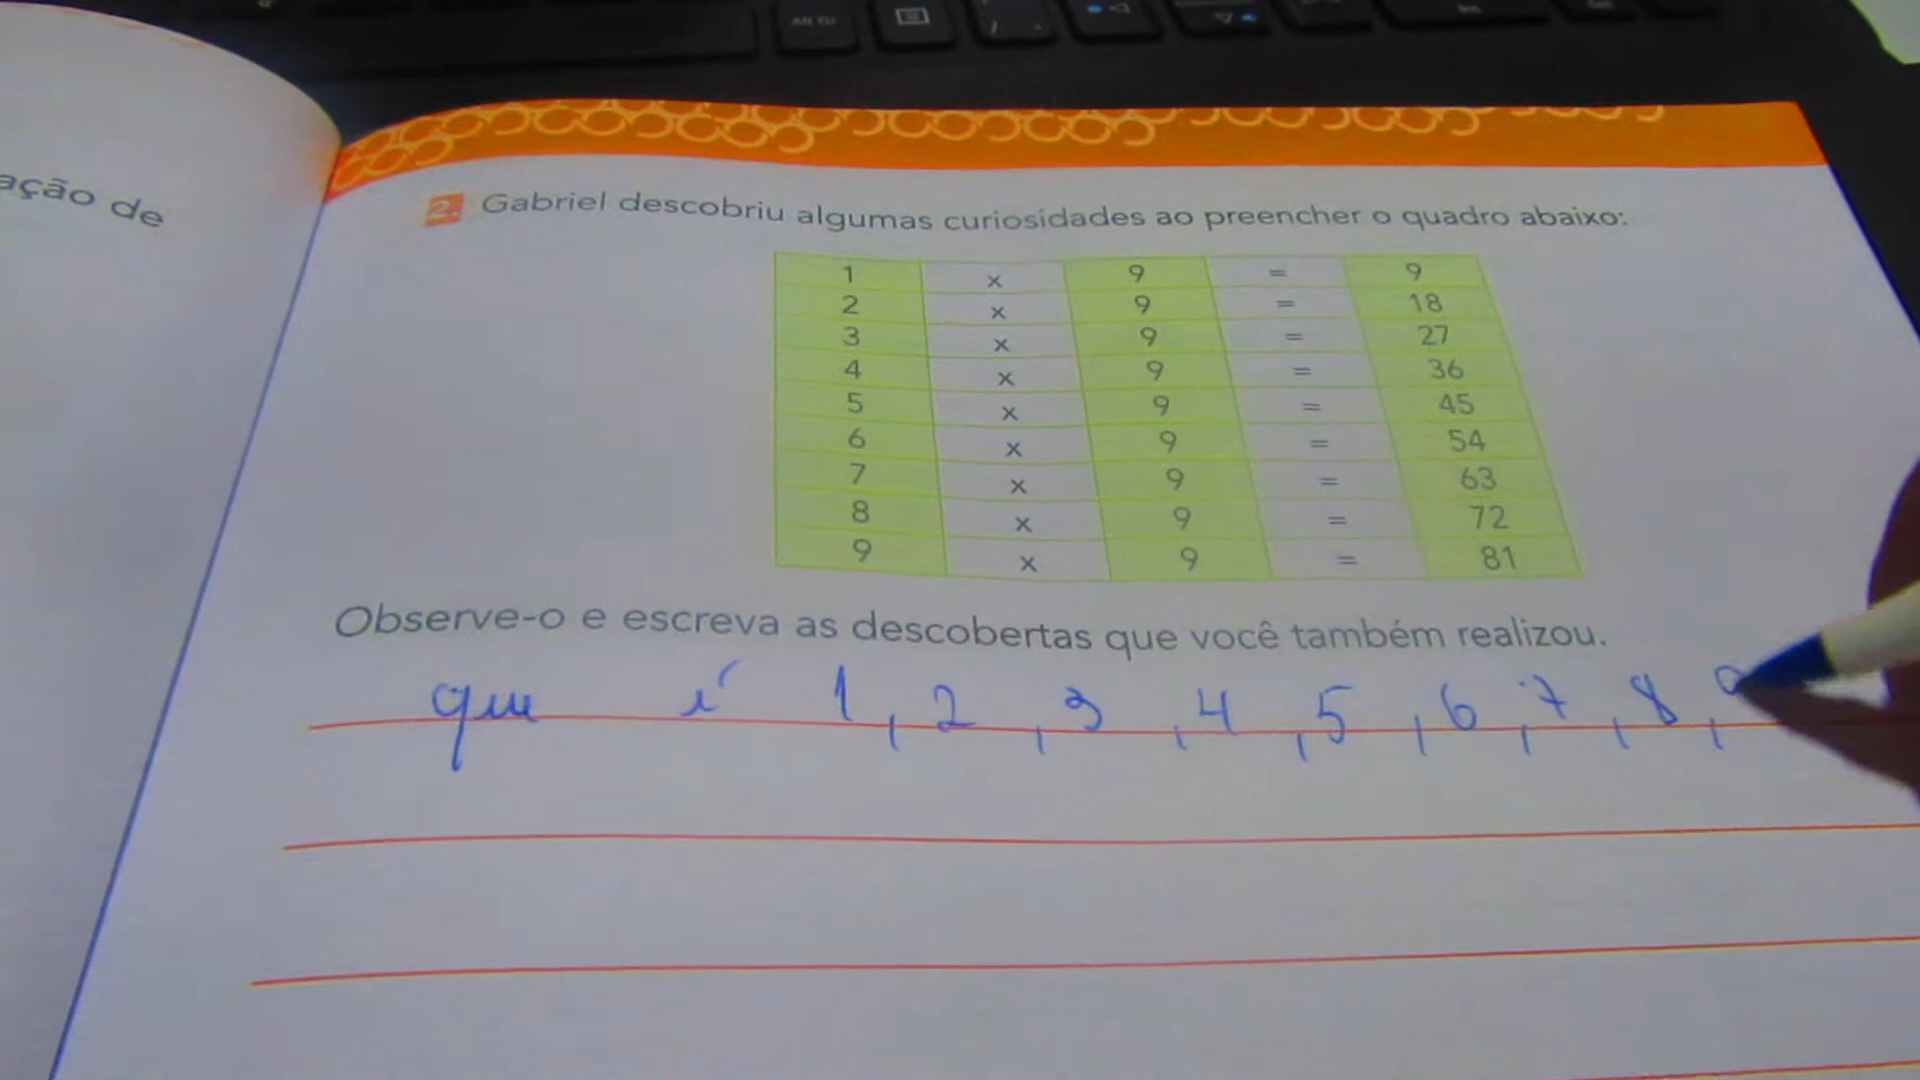 Alt Gr
ação de
2. Gabriel descobriu algumas curiosidades ao preencher o quadro abaixo:
1 x 9 = 9
2 x 9 = 18
3 x 9 = 27
4 x 9 = 36
5 x 9 = 45
6 x 9 = 54
7 x 9 = 63
8 x 9 = 72
9 x 9 = 81
Observe-o e escreva as descobertas que você também realizou.
que é 1, 2, 3, 4, 5, 6, 7, 8,